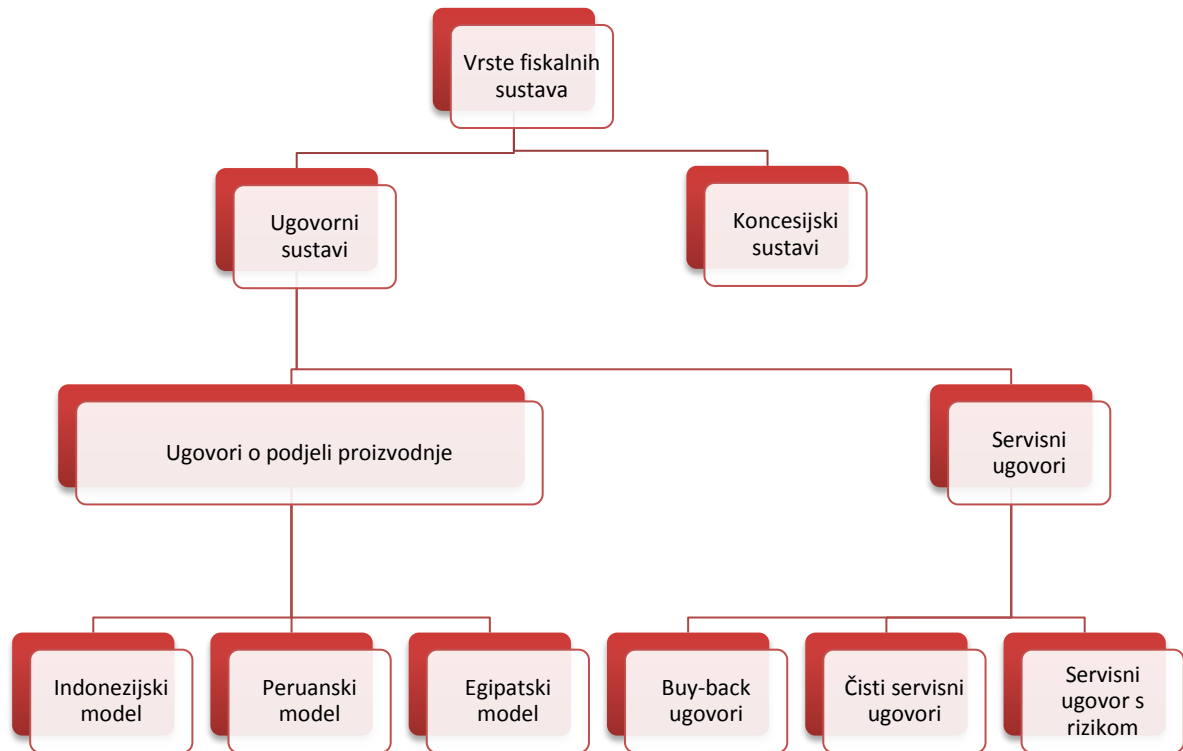 Vrste fiskalnih
sustava
Ugovorni
sustavi
Koncesijski
sustavi
Ugovori o podjeli proizvodnje
Servisni
ugovori
Indonezijski
model
Peruanski
model
Egipatski
model
Buy-back
ugovori
Čisti servisni
ugovori
Servisni
ugovor s
rizikom